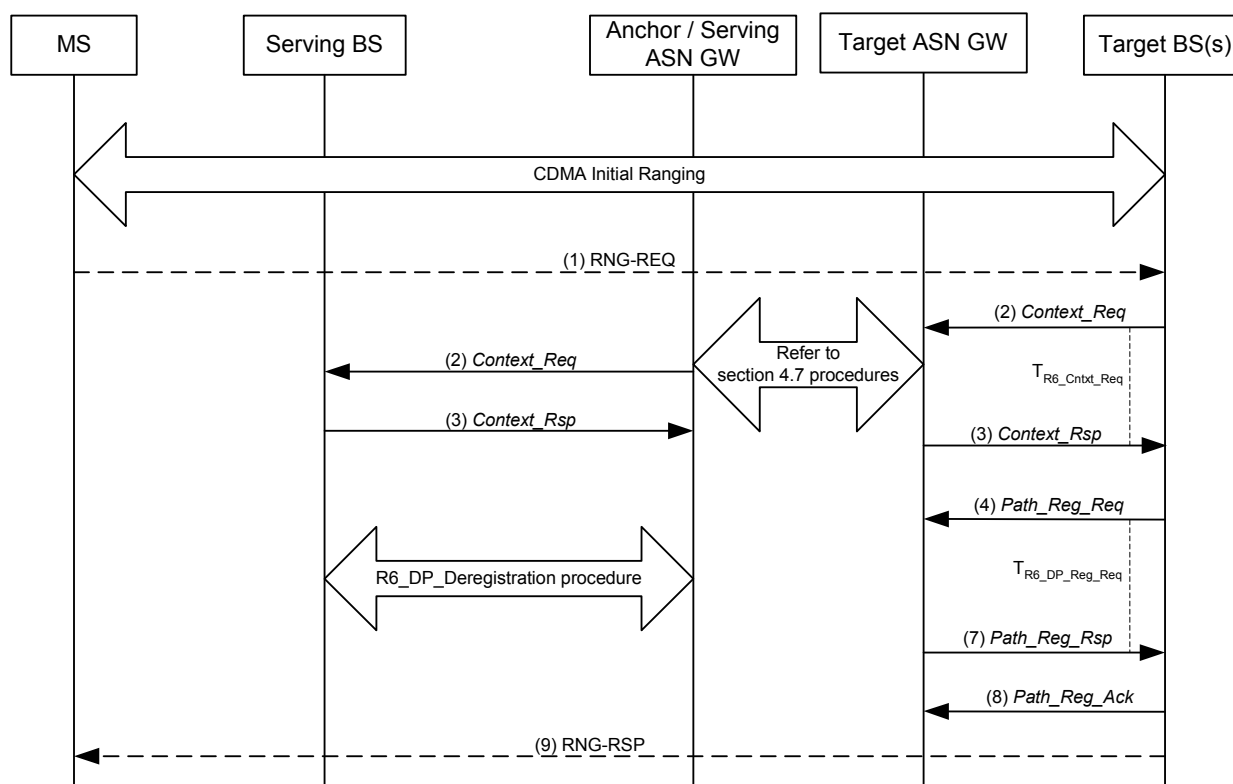 MS
Serving BS
Anchor / Serving
ASN GW
Target ASN GW
Target BS(s)
CDMA Initial Ranging
(1) RNG-REQ
(2) Context_Req
Refer to
section 4.7 procedures
(2) Context_Req
T_R6_Cntxt_Req
(3) Context_Rsp
(3) Context_Rsp
(4) Path_Reg_Req
R6_DP_Deregistration procedure
T_R6_DP_Reg_Req
(7) Path_Reg_Rsp
(8) Path_Reg_Ack
(9) RNG-RSP